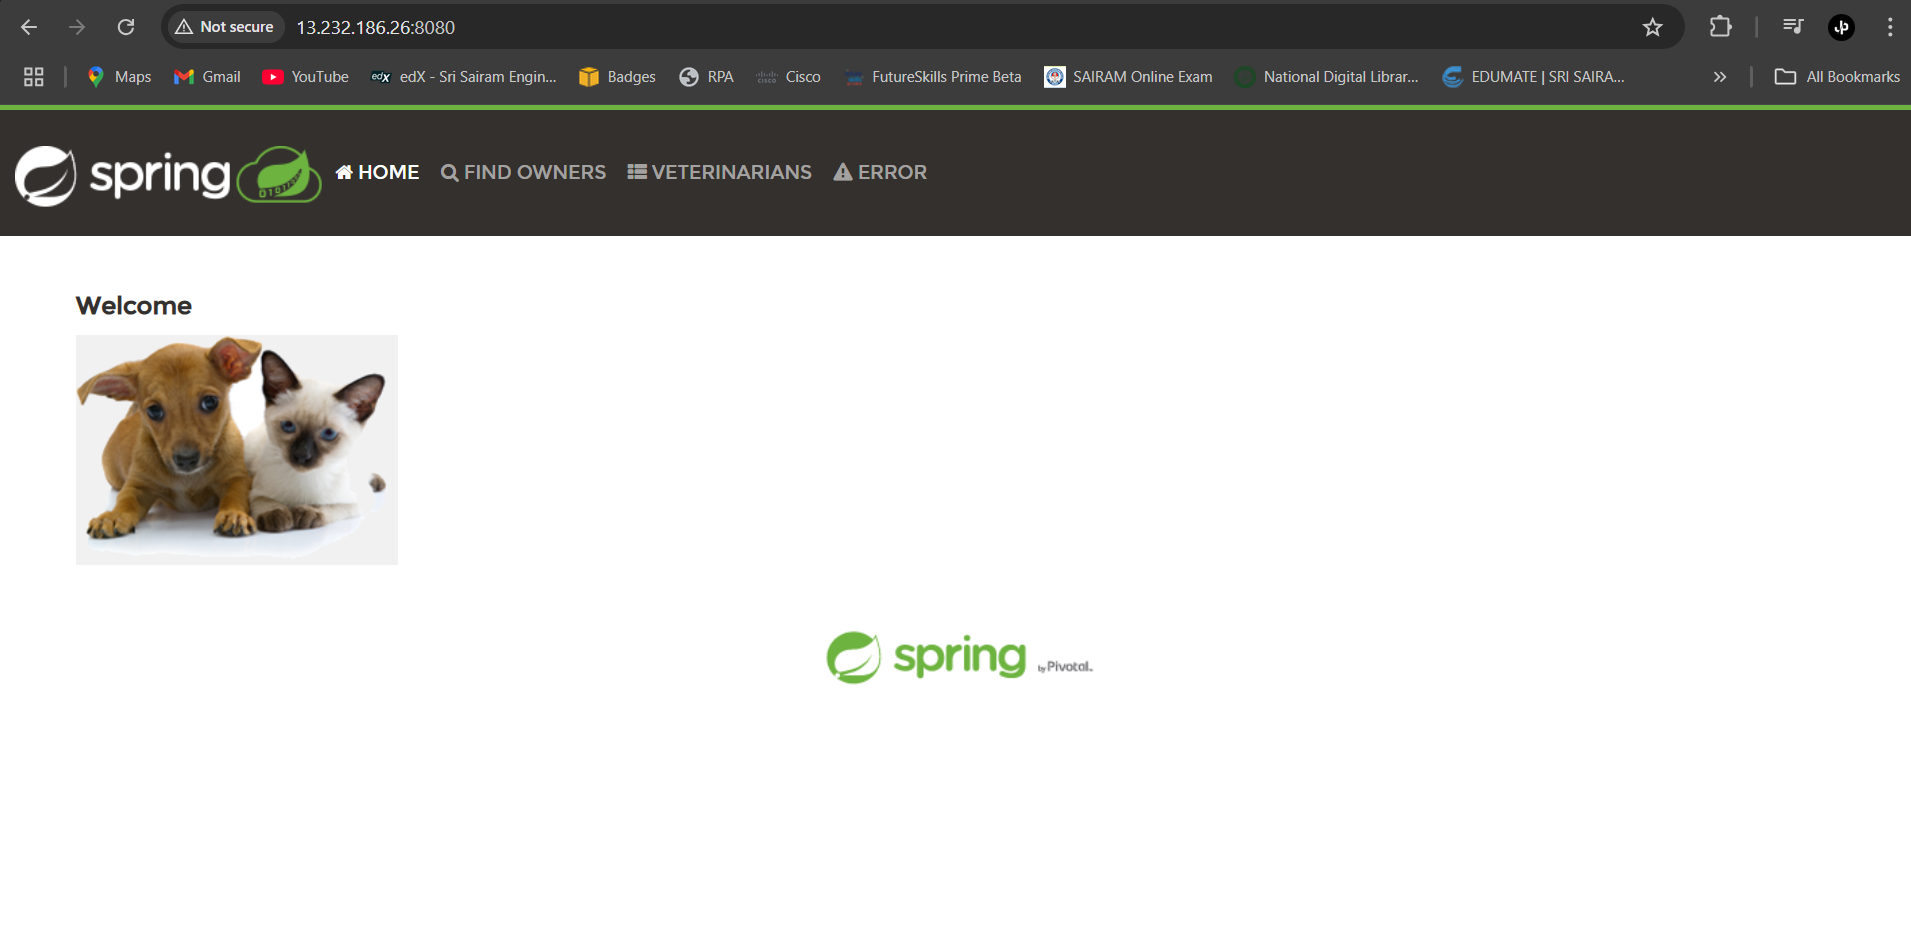 Not secure 13.232.186.26:8080
Maps Gmail YouTube edX - Sri Sairam Engin... Badges RPA Cisco FutureSkills Prime Beta SAIRAM Online Exam National Digital Librar... EDUMATE | SRI SAIRA... » All Bookmarks
spring HOME FIND OWNERS VETERINARIANS ERROR
Welcome
spring by Pivotal